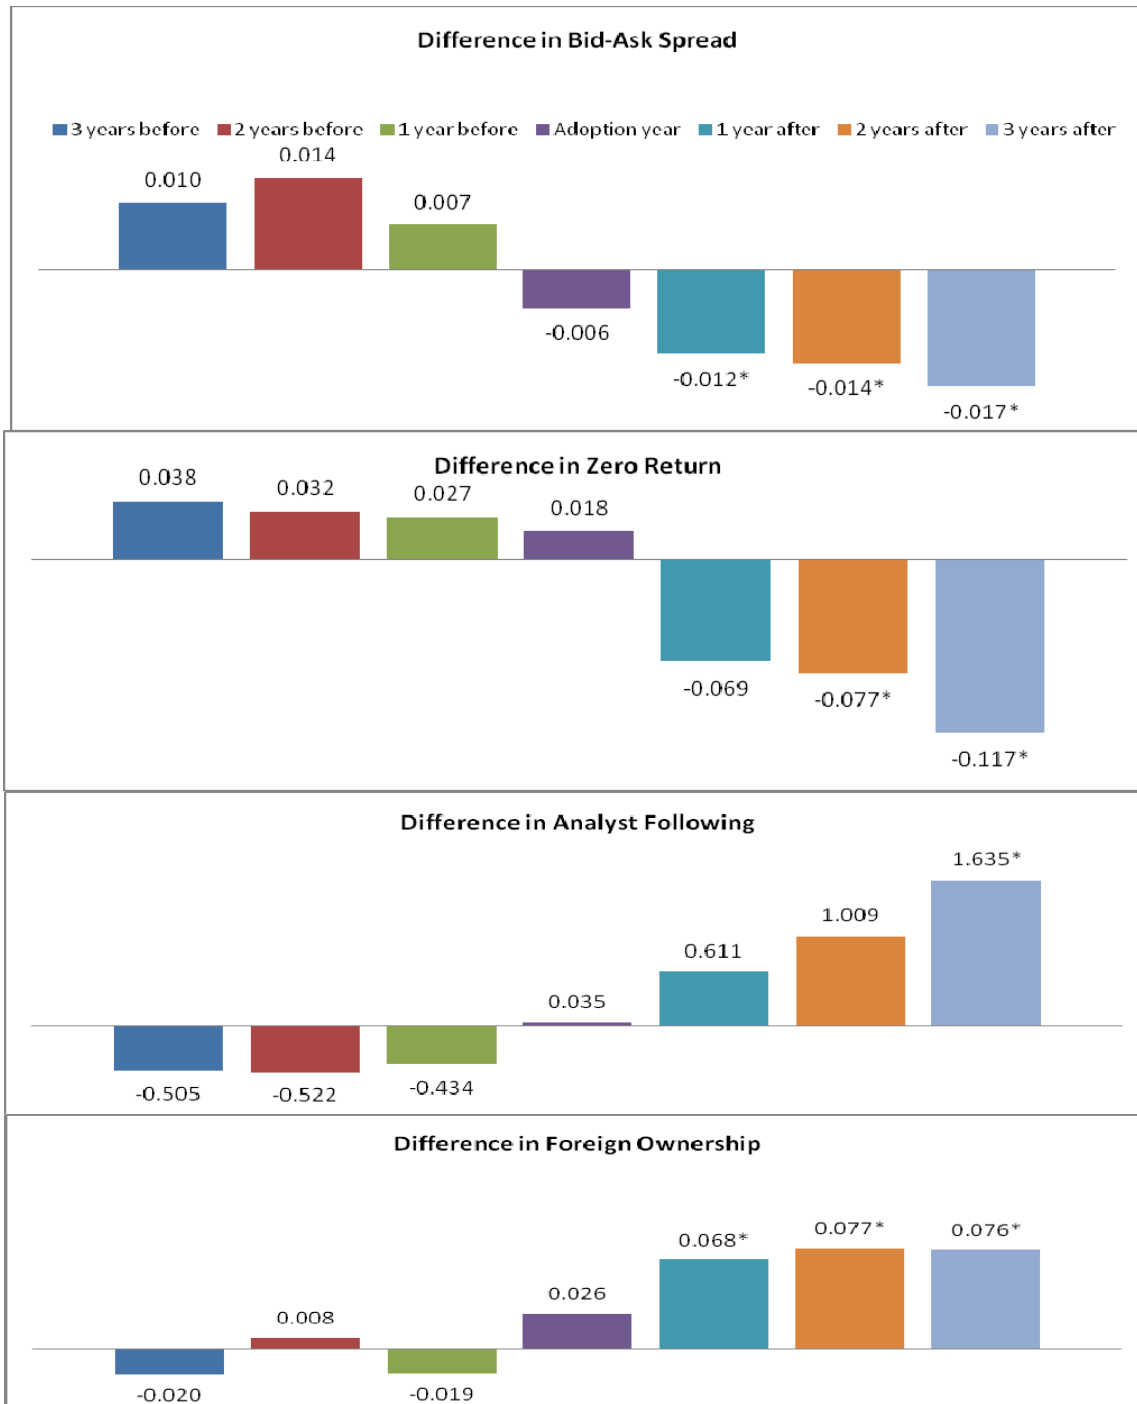 Difference in Bid-Ask Spread
3 years before 2 years before 1 year before Adoption year 1 year after 2 years after 3 years after
0.010 0.014 0.007
-0.006 -0.012* -0.014* -0.017*
Difference in Zero Return
0.038 0.032 0.027 0.018
-0.069 -0.077* -0.117*
Difference in Analyst Following
1.635*
1.009
0.611
0.035
-0.505 -0.522 -0.434
Difference in Foreign Ownership
0.068* 0.077* 0.076*
0.026
0.008
-0.020 -0.019